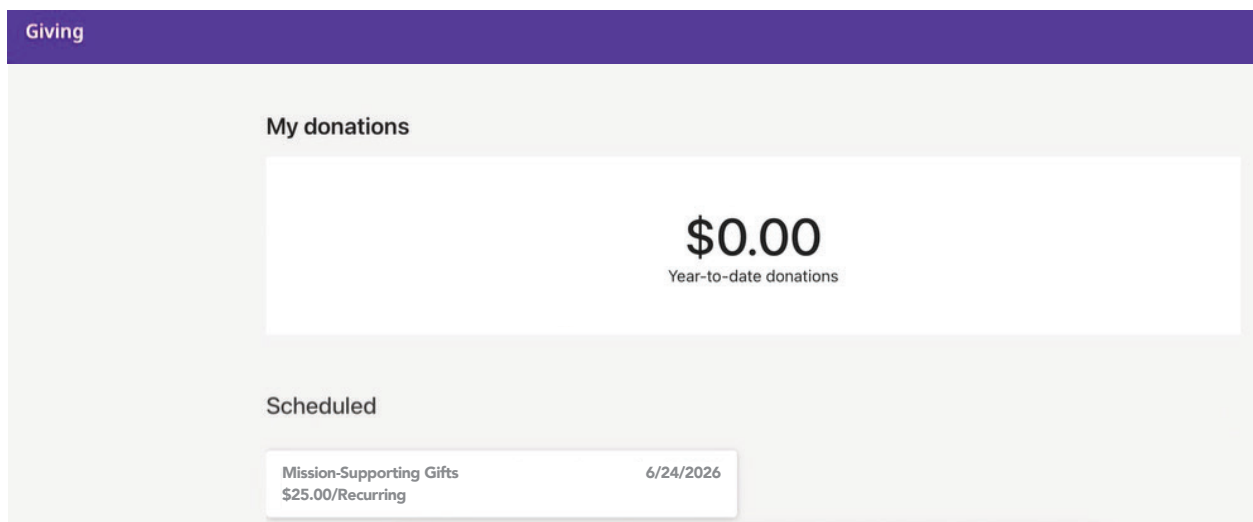 Giving
My donations
$0.00
Year-to-date donations
Scheduled
Mission-Supporting Gifts 6/24/2026
$25.00/Recurring